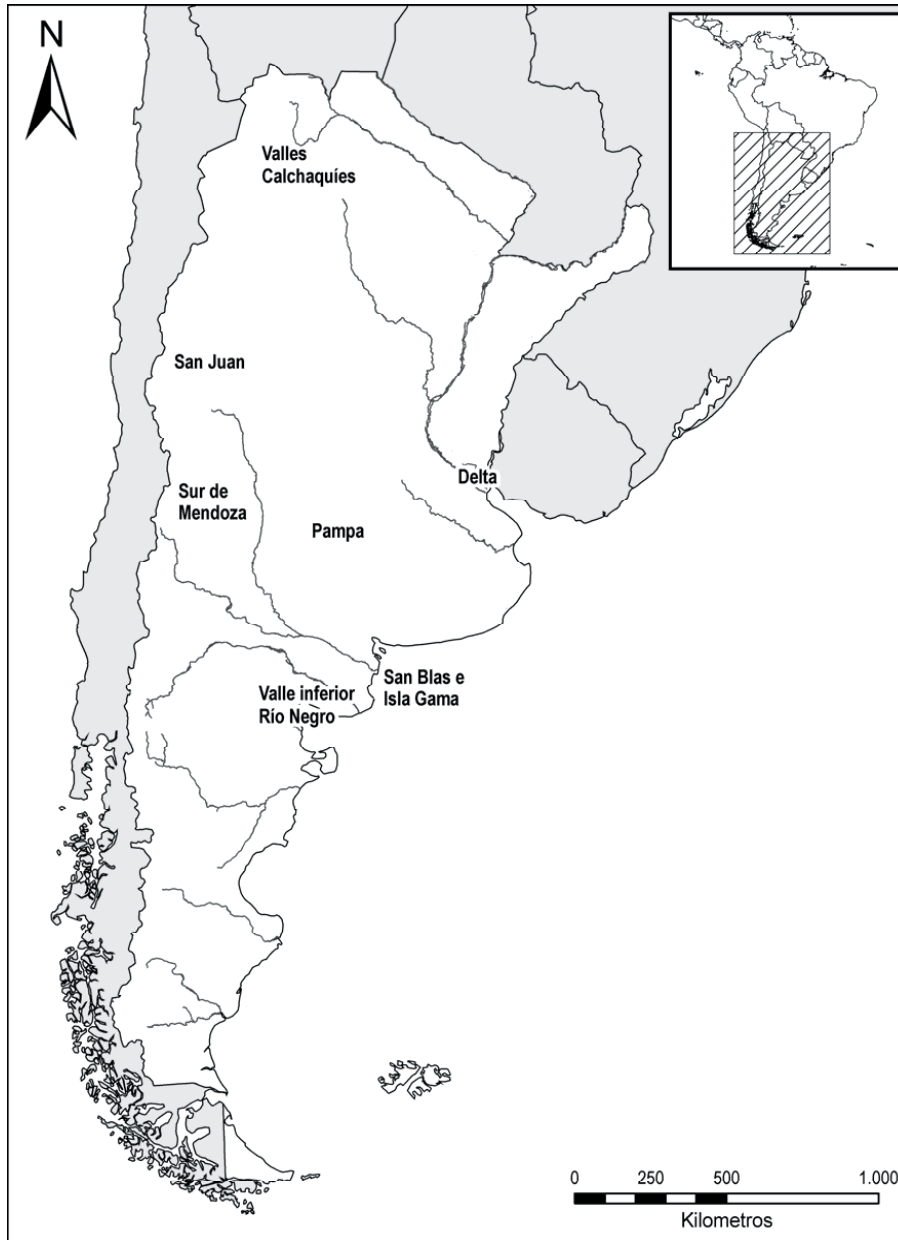 N
Valles
Calchaquíes
San Juan
Delta
Sur de
Mendoza
Pampa
San Blas e
Isla Gama
Valle inferior
Río Negro
0 250 500 1.000
Kilometros